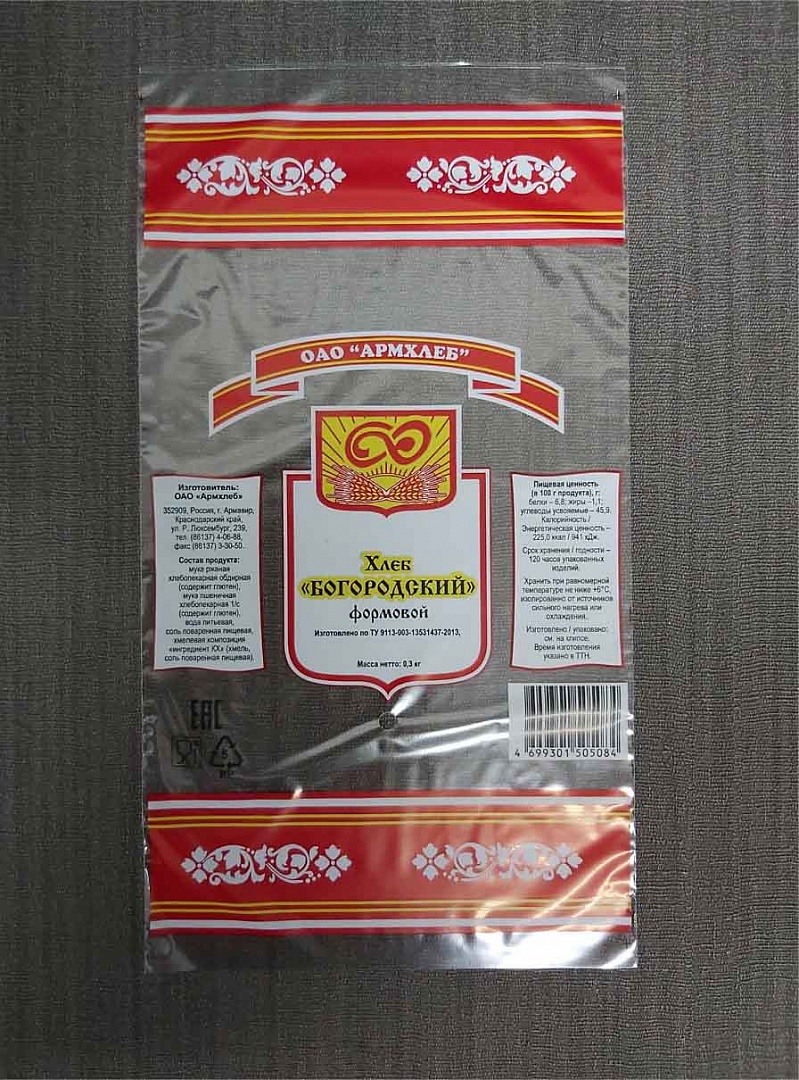 ОАО "АРМХЛЕБ"
Изготовитель:
ОАО «Армхлеб»
352909, Россия, г. Армавир,
Краснодарский край,
ул. Р. Люксембург, 239,
тел. (86137) 4-06-88,
факс (86137) 3-30-50.
Состав продукта:
мука ржаная
хлебопекарная обдирная
(содержит глютен),
мука пшеничная
хлебопекарная 1/с
(содержит глютен),
вода питьевая,
соль поваренная пищевая,
хмелевая композиция
«ингредиент КХ» (хмель,
соль поваренная пищевая).
Хлеб
«БОГОРОДСКИЙ»
формовой
Изготовлено по ТУ 9113-003-13531437-2013,
Масса нетто: 0,3 кг
Пищевая ценность
(в 100 г продукта), г:
белки – 6,8; жиры –1,1;
углеводы усвояемые – 45,9.
Калорийность /
Энергетическая ценность –
225,0 ккал / 941 кДж.
Срок хранения / годности –
120 часов упакованных
изделий.
Хранить при равномерной
температуре не ниже +6°С,
изолированно от источников
сильного нагрева или
охлаждения.
Изготовлено / упаковано:
см. на клипсе.
Время изготовления
указано в ТТН.
ЕАС
5
4 699301 505084